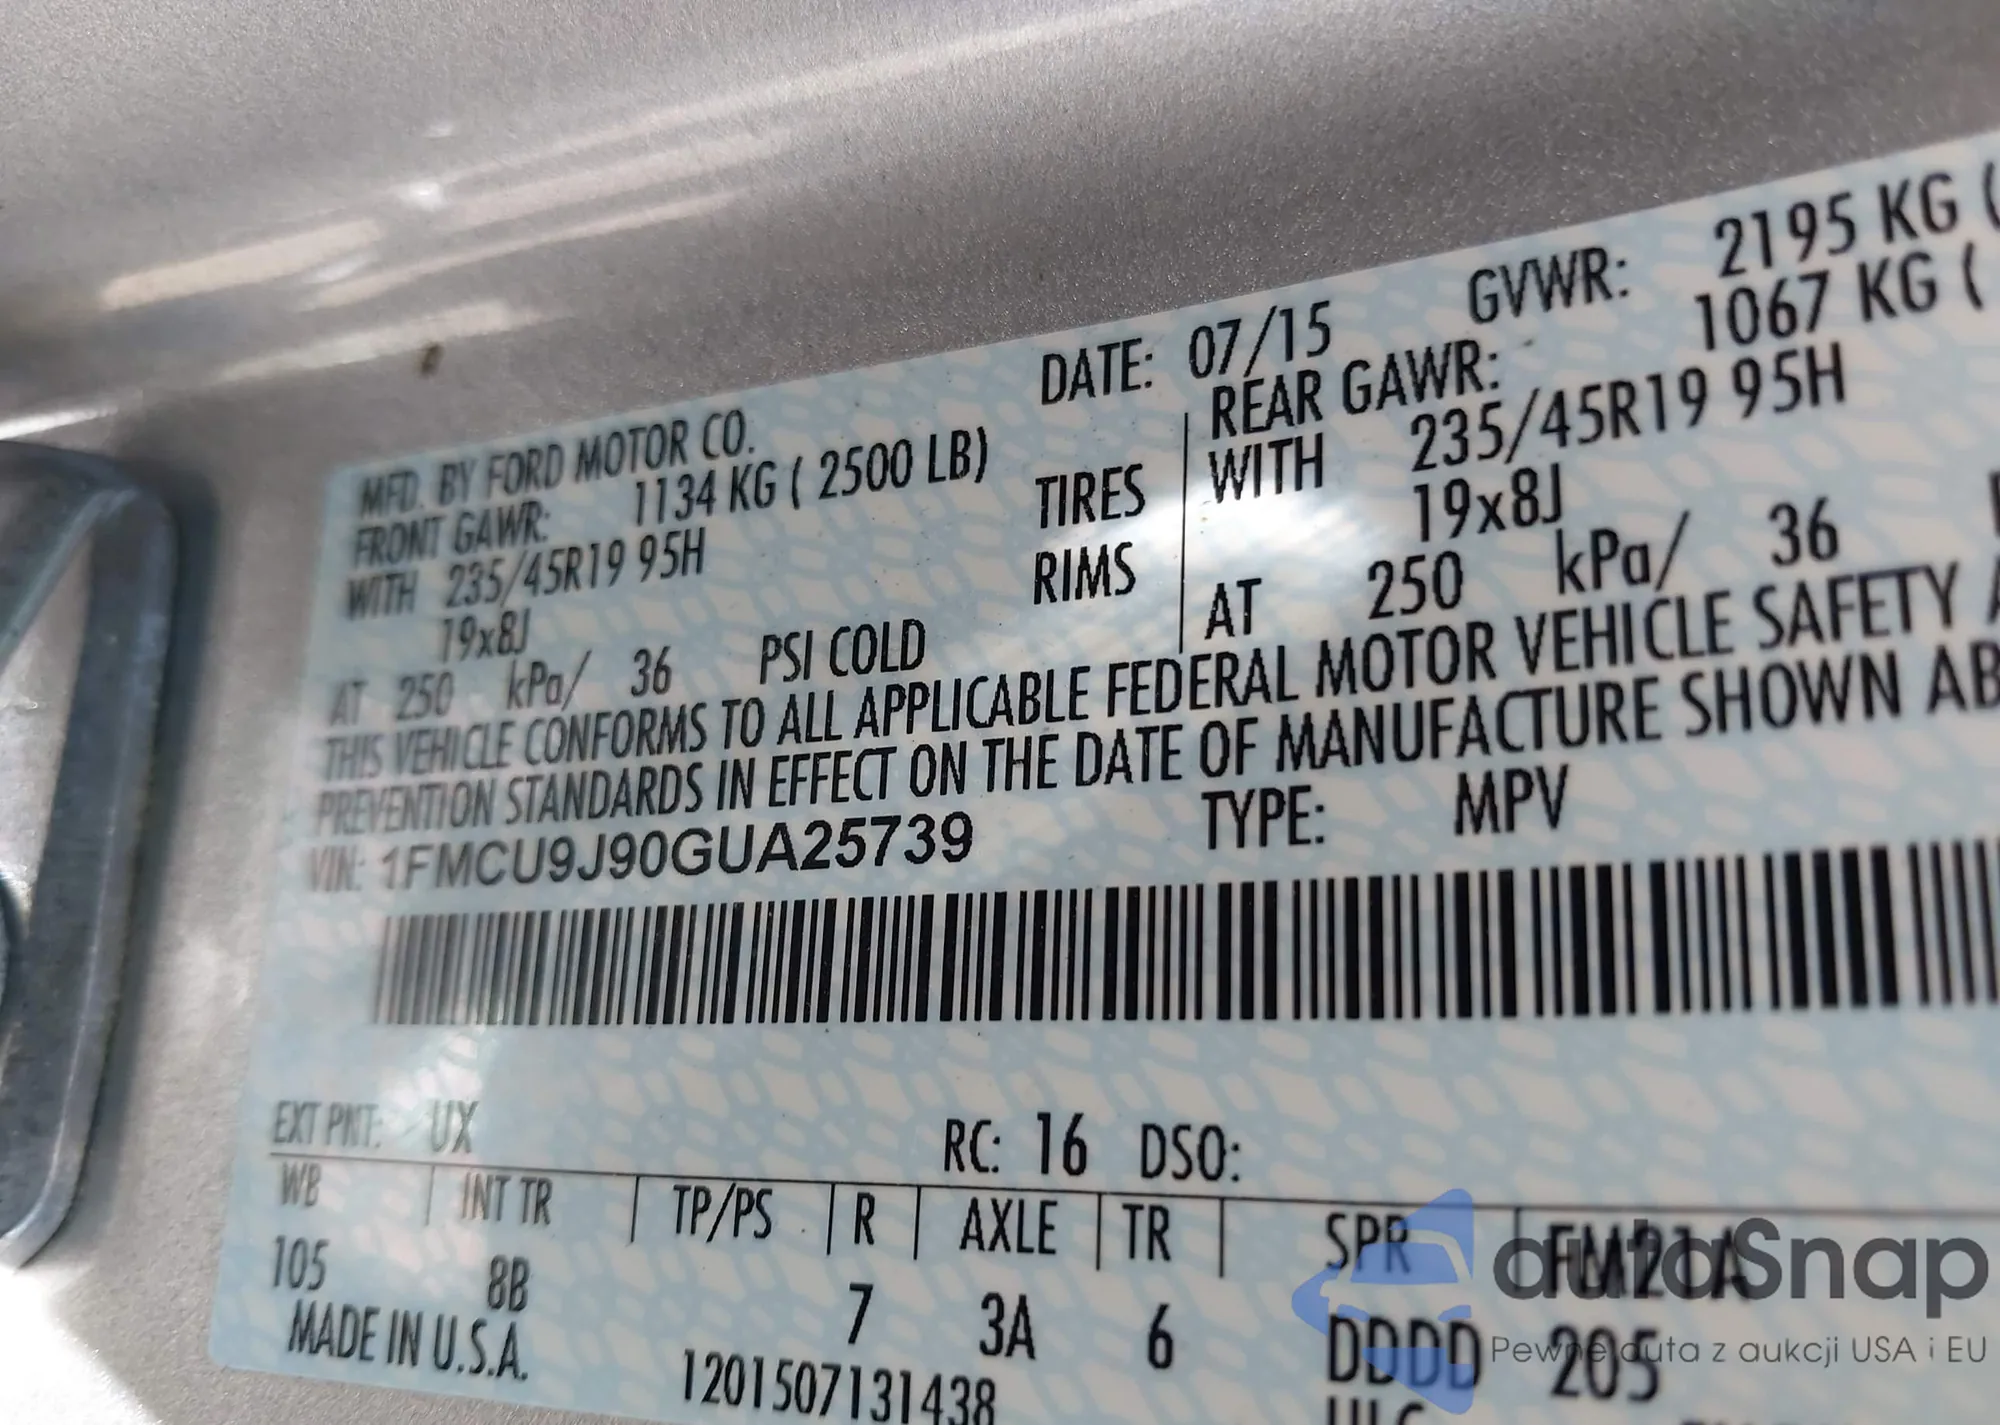 MFD. BY FORD MOTOR CO. DATE: 07/15 GVWR: 2195 KG (
FRONT GAWR: 1134 KG ( 2500 LB) REAR GAWR: 1067 KG (
WITH 235/45R19 95H TIRES WITH 235/45R19 95H
19x8J RIMS 19x8J
AT 250 kPa/ 36 PSI COLD AT 250 kPa/ 36
THIS VEHICLE CONFORMS TO ALL APPLICABLE FEDERAL MOTOR VEHICLE SAFETY
PREVENTION STANDARDS IN EFFECT ON THE DATE OF MANUFACTURE SHOWN AB
VIN: 1FMCU9J90GUA25739 TYPE: MPV
EXT PNT: UX RC: 16 DSO:
WB INT TR TP/PS R AXLE TR SPR FM21A
105 8B 7 3A 6 DDDD 205
MADE IN U.S.A. 1201507131438
autoSnap
Pewne auta z aukcji USA i EU